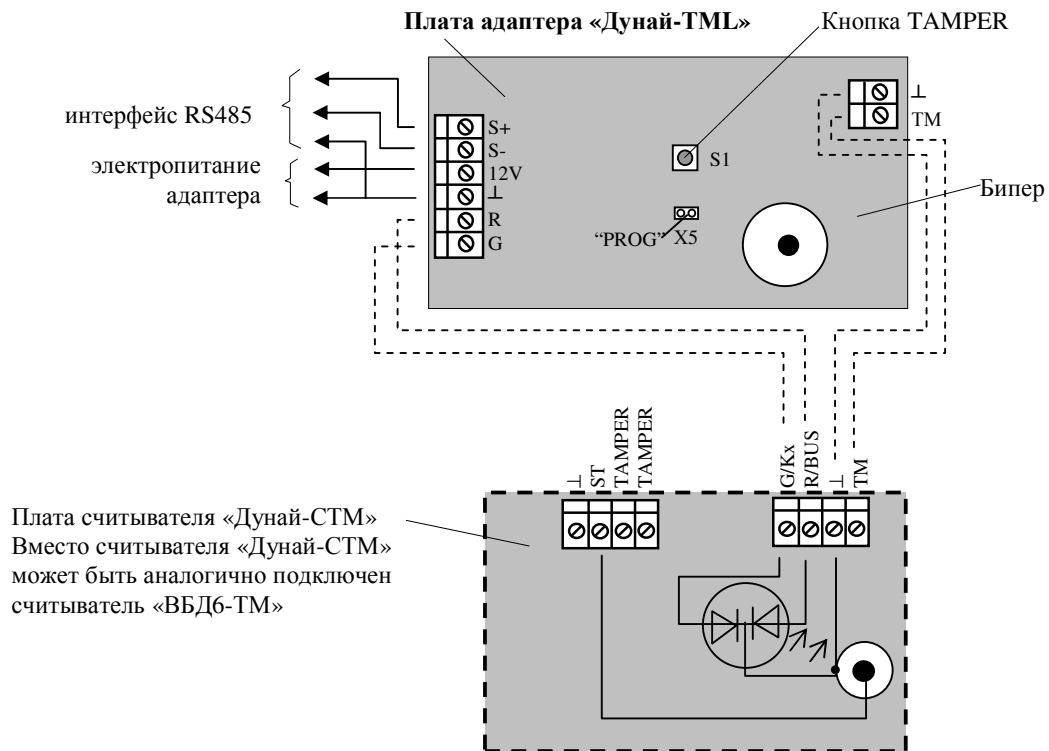 Плата адаптера «Дунай-TML»
Кнопка TAMPER
интерфейс RS485
электропитание
адаптера
S+
S-
12V
⊥
R
G
S1
“PROG”
X5
⊥
TM
Бипер
⊥
ST
TAMPER
TAMPER
G/Kx
R/BUS
⊥
TM
Плата считывателя «Дунай-СТМ»
Вместо считывателя «Дунай-СТМ»
может быть аналогично подключен
считыватель «ВБД6-ТМ»